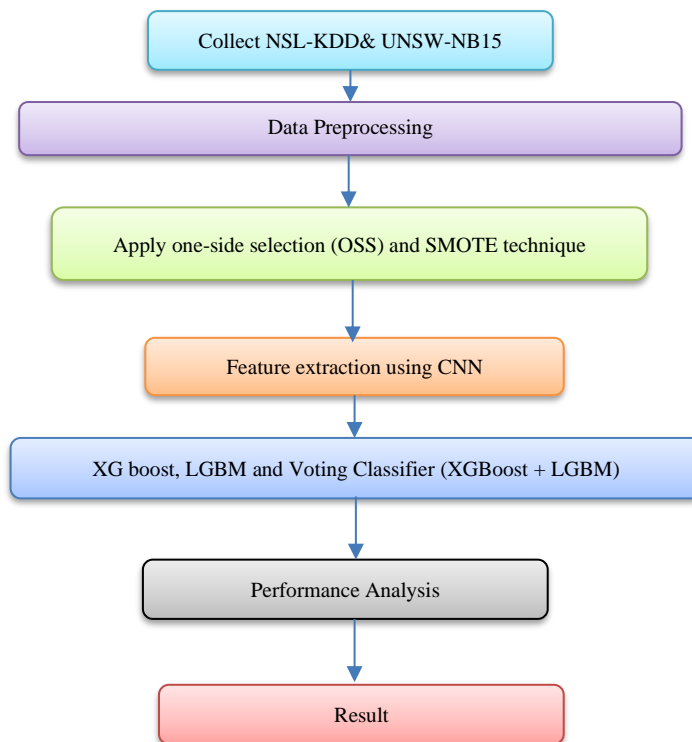 Collect NSL-KDD& UNSW-NB15
Data Preprocessing
Apply one-side selection (OSS) and SMOTE technique
Feature extraction using CNN
XG boost, LGBM and Voting Classifier (XGBoost + LGBM)
Performance Analysis
Result